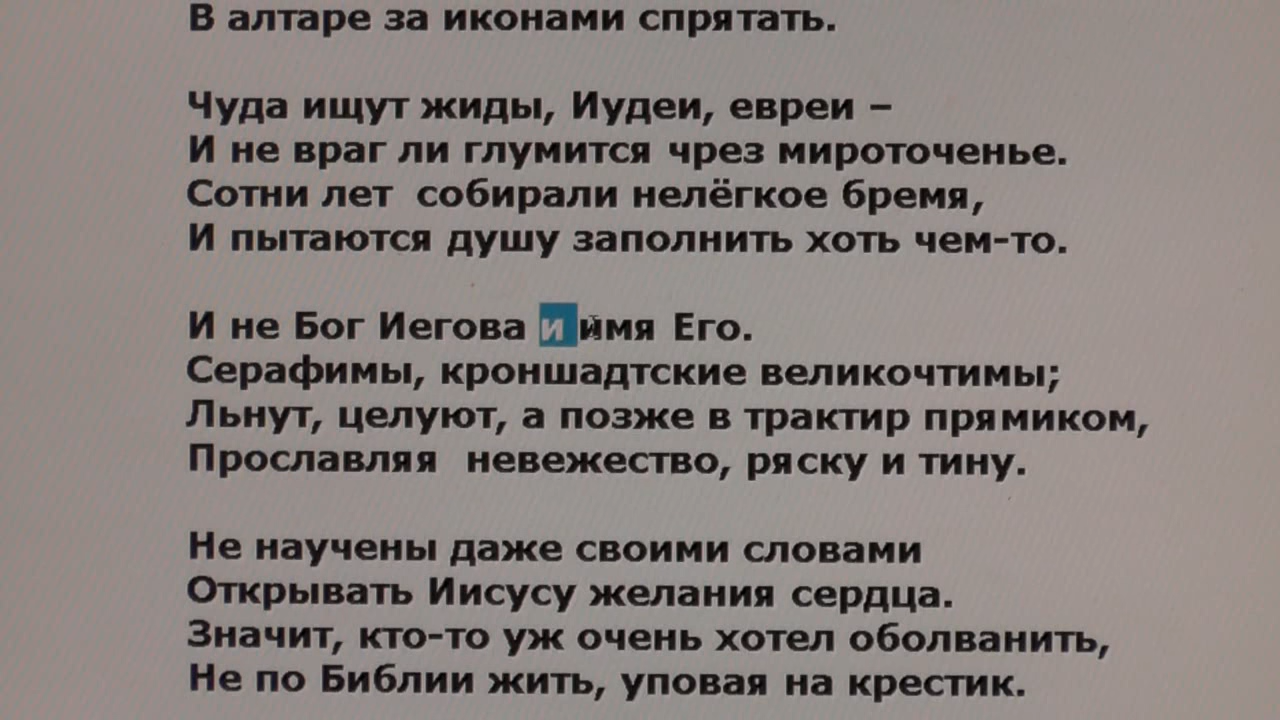 В алтаре за иконами спрятать.
Чуда ищут жиды, Иудеи, евреи –
И не враг ли глумится чрез мироточенье.
Сотни лет собирали нелёгкое бремя,
И пытаются душу заполнить хоть чем-то.
И не Бог Иегова и имя Его.
Серафимы, кроншадтские великочтимы;
Льнут, целуют, а позже в трактир прямиком,
Прославляя невежество, ряску и тину.
Не научены даже своими словами
Открывать Иисусу желания сердца.
Значит, кто-то уж очень хотел оболванить,
Не по Библии жить, уповая на крестик.